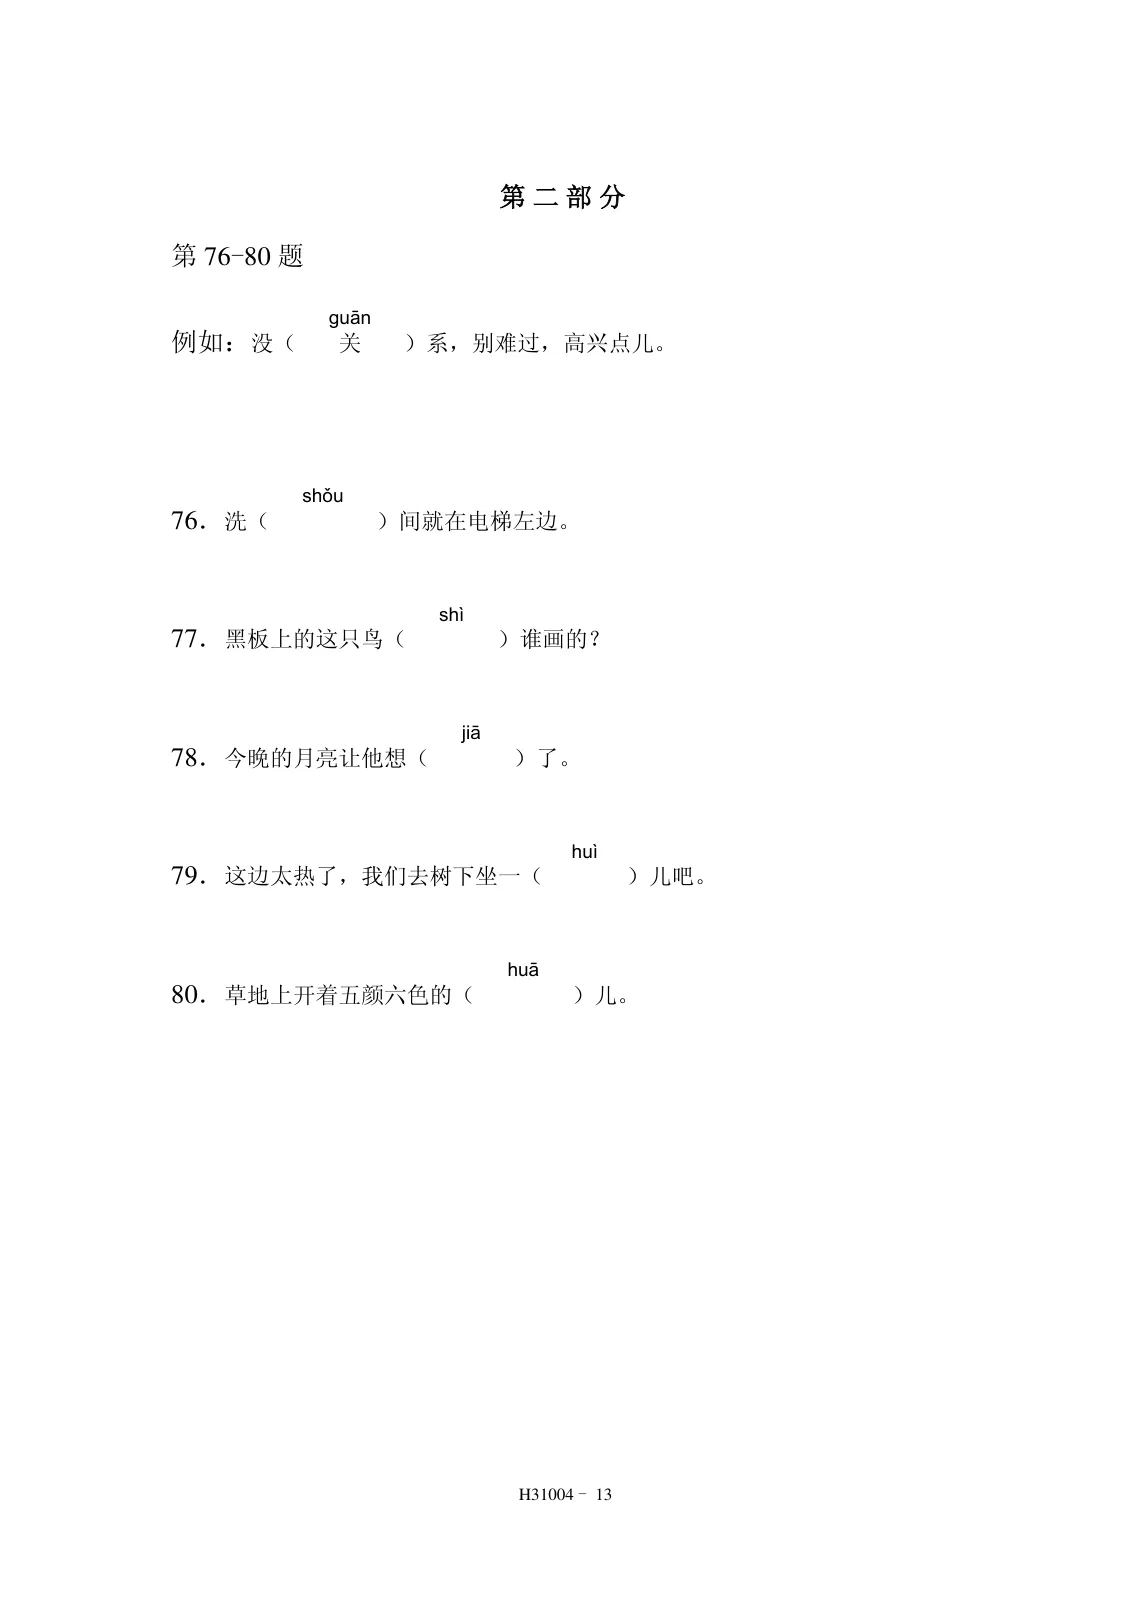 第二部分
第 76-80 题
guān
例如：没（ 关 ）系，别难过，高兴点儿。
shǒu
76．洗（ ）间就在电梯左边。
shì
77．黑板上的这只鸟（ ）谁画的？
jiā
78．今晚的月亮让他想（ ）了。
huì
79．这边太热了，我们去树下坐一（ ）儿吧。
huā
80．草地上开着五颜六色的（ ）儿。
H31004 - 13